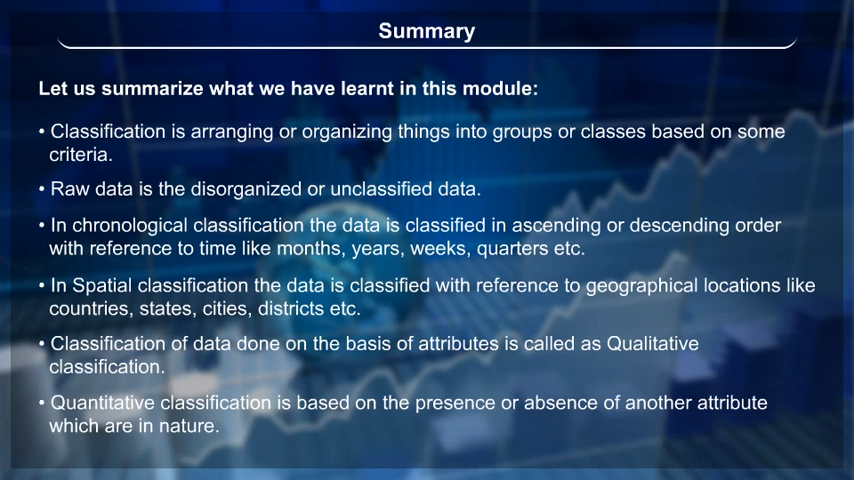 Summary
Let us summarize what we have learnt in this module:
• Classification is arranging or organizing things into groups or classes based on some
criteria.
• Raw data is the disorganized or unclassified data.
• In chronological classification the data is classified in ascending or descending order
with reference to time like months, years, weeks, quarters etc.
• In Spatial classification the data is classified with reference to geographical locations like
countries, states, cities, districts etc.
• Classification of data done on the basis of attributes is called as Qualitative
classification.
• Quantitative classification is based on the presence or absence of another attribute
which are in nature.